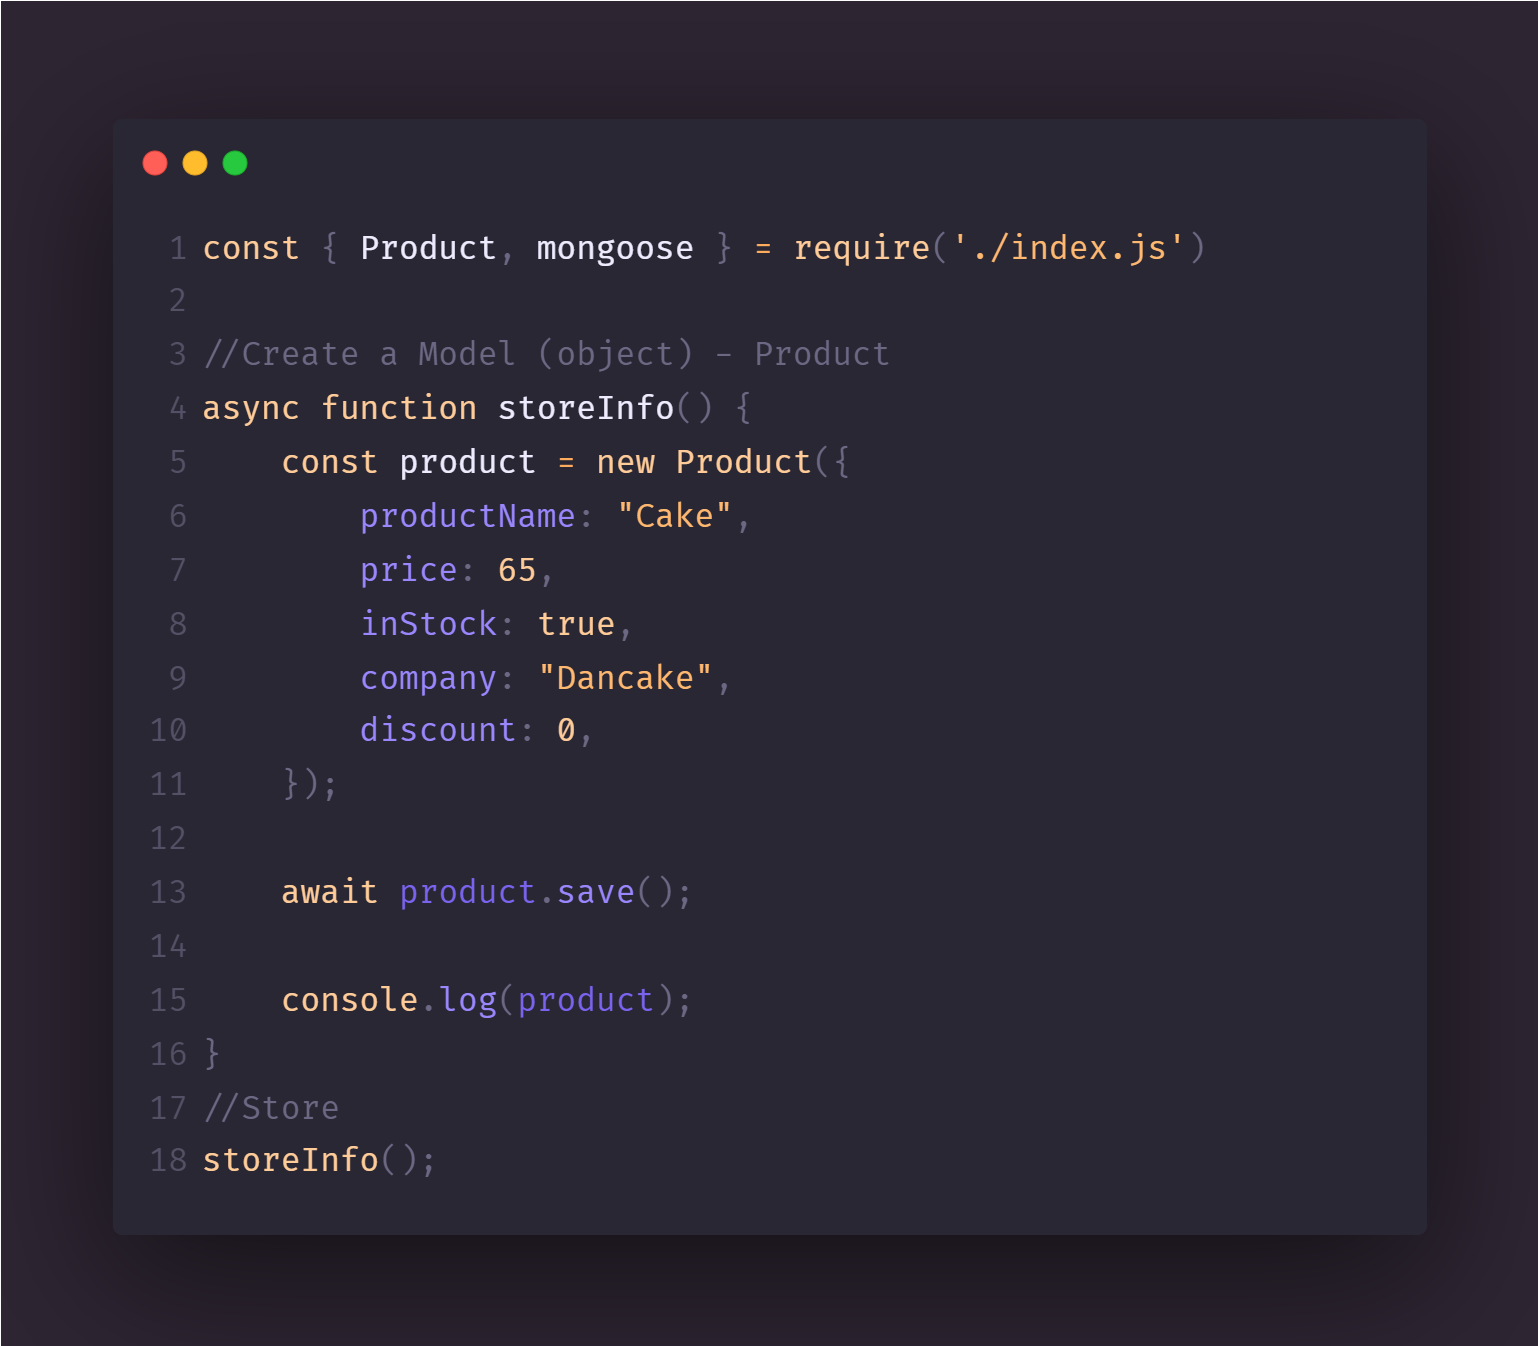 1 const { Product, mongoose } = require('./index.js')
2
3 //Create a Model (object) - Product
4 async function storeInfo() {
5     const product = new Product({
6         productName: "Cake",
7         price: 65,
8         inStock: true,
9         company: "Dancake",
10         discount: 0,
11     });
12
13     await product.save();
14
15     console.log(product);
16 }
17 //Store
18 storeInfo();